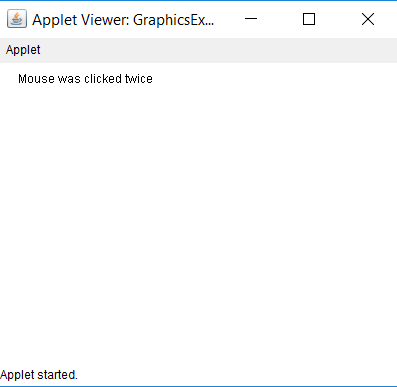 Applet Viewer: GraphicsEx...
Applet
Mouse was clicked twice
Applet started.